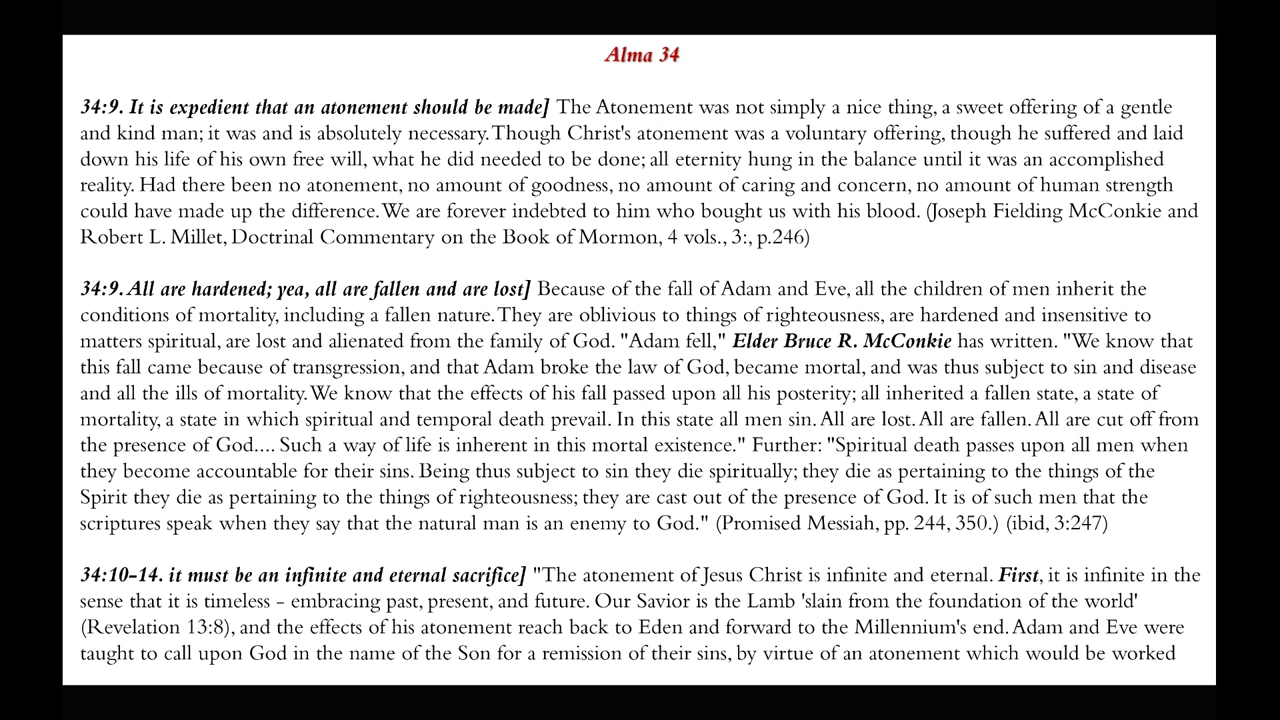 Alma 34
34:9. It is expedient that an atonement should be made] The Atonement was not simply a nice thing, a sweet offering of a gentle
and kind man; it was and is absolutely necessary. Though Christ's atonement was a voluntary offering, though he suffered and laid
down his life of his own free will, what he did needed to be done; all eternity hung in the balance until it was an accomplished
reality. Had there been no atonement, no amount of goodness, no amount of caring and concern, no amount of human strength
could have made up the difference. We are forever indebted to him who bought us with his blood. (Joseph Fielding McConkie and
Robert L. Millet, Doctrinal Commentary on the Book of Mormon, 4 vols., 3:, p.246)
34:9. All are hardened; yea, all are fallen and are lost] Because of the fall of Adam and Eve, all the children of men inherit the
conditions of mortality, including a fallen nature. They are oblivious to things of righteousness, are hardened and insensitive to
matters spiritual, are lost and alienated from the family of God. "Adam fell," Elder Bruce R. McConkie has written. "We know that
this fall came because of transgression, and that Adam broke the law of God, became mortal, and was thus subject to sin and disease
and all the ills of mortality. We know that the effects of his fall passed upon all his posterity; all inherited a fallen state, a state of
mortality, a state in which spiritual and temporal death prevail. In this state all men sin. All are lost. All are fallen. All are cut off from
the presence of God.... Such a way of life is inherent in this mortal existence." Further: "Spiritual death passes upon all men when
they become accountable for their sins. Being thus subject to sin they die spiritually; they die as pertaining to the things of the
Spirit they die as pertaining to the things of righteousness; they are cast out of the presence of God. It is of such men that the
scriptures speak when they say that the natural man is an enemy to God." (Promised Messiah, pp. 244, 350.) (ibid, 3:247)
34:10-14. it must be an infinite and eternal sacrifice] "The atonement of Jesus Christ is infinite and eternal. First, it is infinite in the
sense that it is timeless - embracing past, present, and future. Our Savior is the Lamb 'slain from the foundation of the world'
(Revelation 13:8), and the effects of his atonement reach back to Eden and forward to the Millennium's end. Adam and Eve were
taught to call upon God in the name of the Son for a remission of their sins, by virtue of an atonement which would be worked